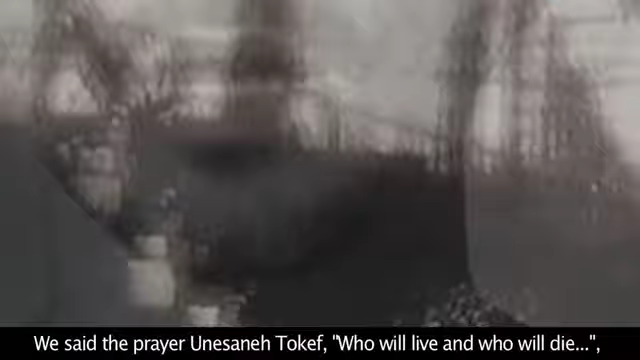 We said the prayer Unesaneh Tokef, "Who will live and who will die...",